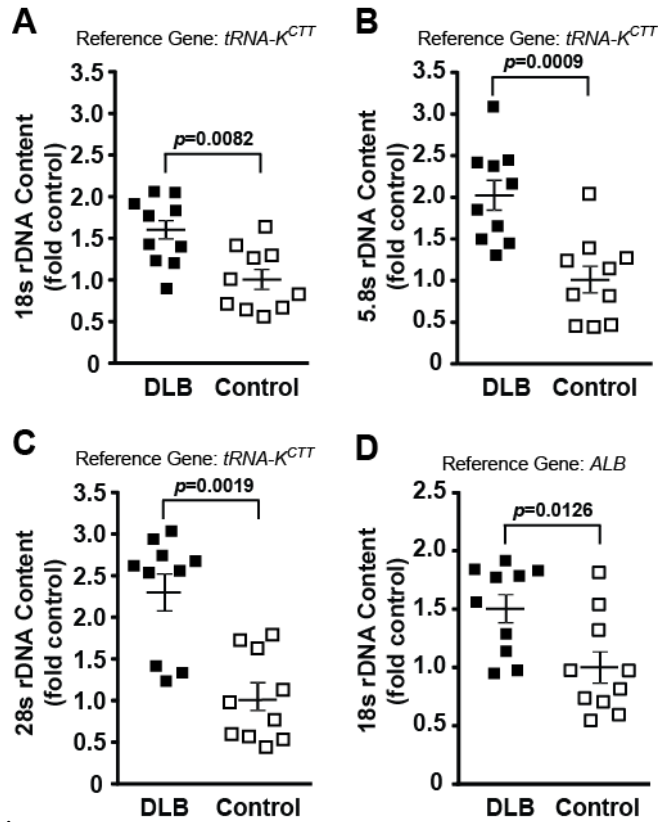 A
Reference Gene: tRNA-K^CTT
18s rDNA Content
(fold control)
3.5
3.0
2.5
2.0
1.5
1.0
0.5
0
p=0.0082
DLB
Control
B
Reference Gene: tRNA-K^CTT
5.8s rDNA Content
(fold control)
3.5
3.0
2.5
2.0
1.5
1.0
0.5
0
p=0.0009
DLB
Control
C
Reference Gene: tRNA-K^CTT
28s rDNA Content
(fold control)
3.5
3.0
2.5
2.0
1.5
1.0
0.5
0
p=0.0019
DLB
Control
D
Reference Gene: ALB
18s rDNA Content
(fold control)
2.5
2.0
1.5
1.0
0.5
0
p=0.0126
DLB
Control